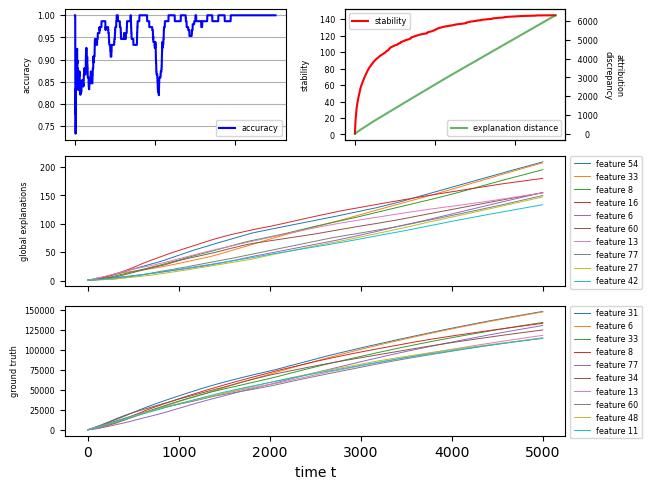 1.00
0.95
0.90
0.85
0.80
0.75
accuracy
accuracy
140
120
100
80
60
40
20
0
stability
stability
explanation distance
6000
5000
4000
3000
2000
1000
0
attribution
discrepancy
200
150
100
50
0
global explanations
feature 54
feature 33
feature 8
feature 16
feature 6
feature 60
feature 13
feature 77
feature 27
feature 42
150000
125000
100000
75000
50000
25000
0
ground truth
feature 31
feature 6
feature 33
feature 8
feature 77
feature 34
feature 13
feature 60
feature 48
feature 11
0 1000 2000 3000 4000 5000
time t